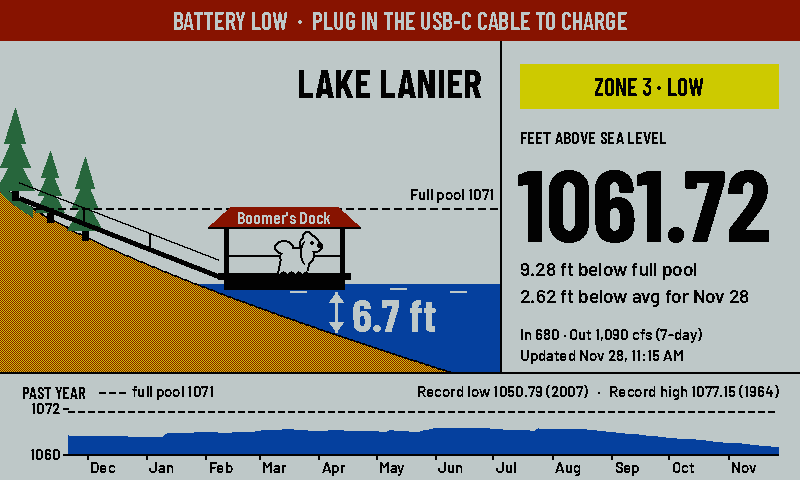 BATTERY LOW · PLUG IN THE USB-C CABLE TO CHARGE
LAKE LANIER
Full pool 1071
Boomer's Dock
6.7 ft
ZONE 3 · LOW
FEET ABOVE SEA LEVEL
1061.72
9.28 ft below full pool
2.62 ft below avg for Nov 28
In 680 · Out 1,090 cfs (7-day)
Updated Nov 28, 11:15 AM
PAST YEAR --- full pool 1071
Record low 1050.79 (2007) · Record high 1077.15 (1964)
1072
1060
Dec Jan Feb Mar Apr May Jun Jul Aug Sep Oct Nov